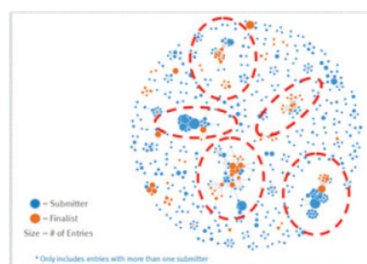 = Submitter
= Finalist
Size = # of Entries
* Only includes entries with more than one submitter